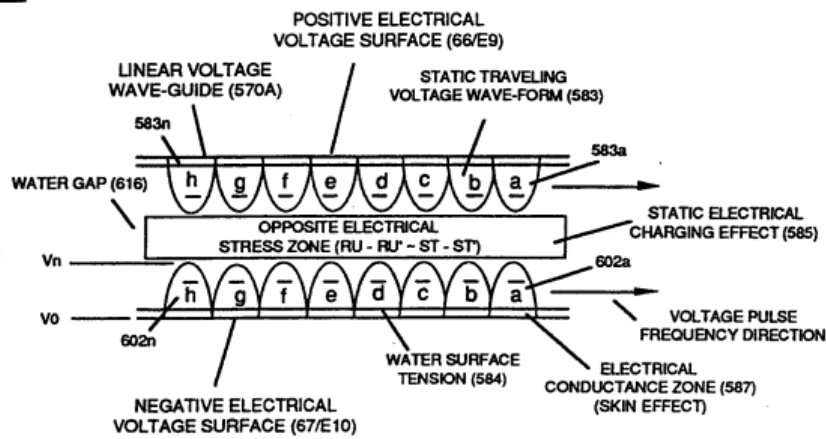 POSITIVE ELECTRICAL
VOLTAGE SURFACE (66/E9)
LINEAR VOLTAGE
WAVE-GUIDE (570A)
STATIC TRAVELING
VOLTAGE WAVE-FORM (583)
583n
583a
WATER GAP (616)
h g f e d c b a
OPPOSITE ELECTRICAL
STRESS ZONE (RU - RU' ~ ST - ST')
STATIC ELECTRICAL
CHARGING EFFECT (585)
Vn
602a
h g f e d c b a
V0
602n
VOLTAGE PULSE
FREQUENCY DIRECTION
WATER SURFACE
TENSION (584)
ELECTRICAL
CONDUCTANCE ZONE (587)
(SKIN EFFECT)
NEGATIVE ELECTRICAL
VOLTAGE SURFACE (67/E10)